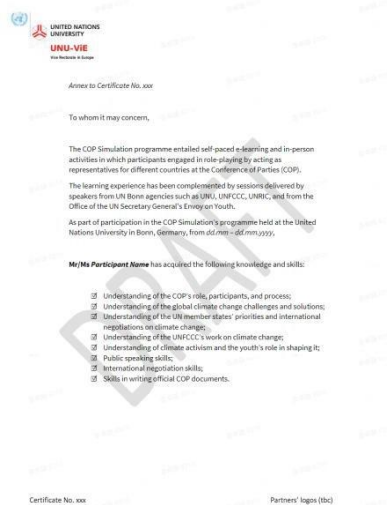 UNITED NATIONS
UNIVERSITY
UNU-ViE
Vice Rectorate in Europe
Annex to Certificate No. xxx
To whom it may concern,
The COP Simulation programme entailed self-paced e-learning and in-person
activities in which participants engaged in role-playing by acting as
representatives for different countries at the Conference of Parties (COP).
The learning experience has been complemented by sessions delivered by
speakers from UN Bonn agencies such as UNU, UNFCCC, UNRIC, and from the
Office of the UN Secretary General's Envoy on Youth.
As part of participation in the COP Simulation's programme held at the United
Nations University in Bonn, Germany, from dd.mm – dd.mm.yyyy,
Mr/Ms Participant Name has acquired the following knowledge and skills:
☑ Understanding of the COP's role, participants, and process;
☑ Understanding of the global climate change challenges and solutions;
☑ Understanding of the UN member states' priorities and international
negotiations on climate change;
☑ Understanding of the UNFCCC's work on climate change;
☑ Understanding of climate activism and the youth's role in shaping it;
☑ Public speaking skills;
☑ International negotiation skills;
☑ Skills in writing official COP documents.
DRAFT
Certificate No. xxx Partners' logos (tbc)